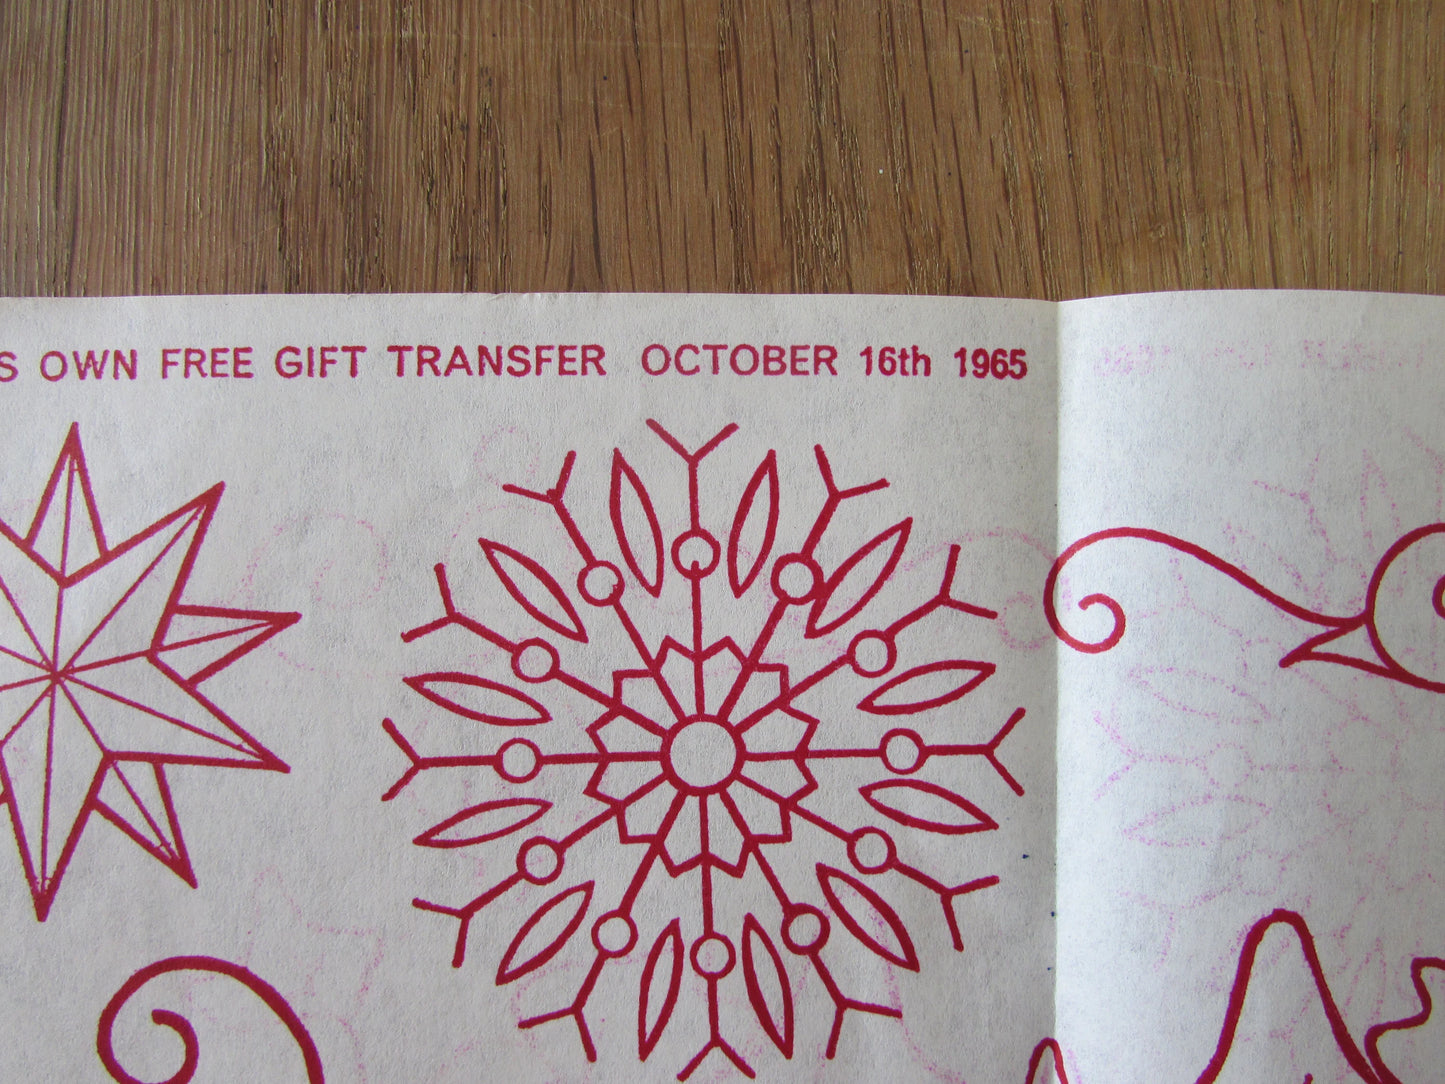 S OWN FREE GIFT TRANSFER OCTOBER 16th 1965